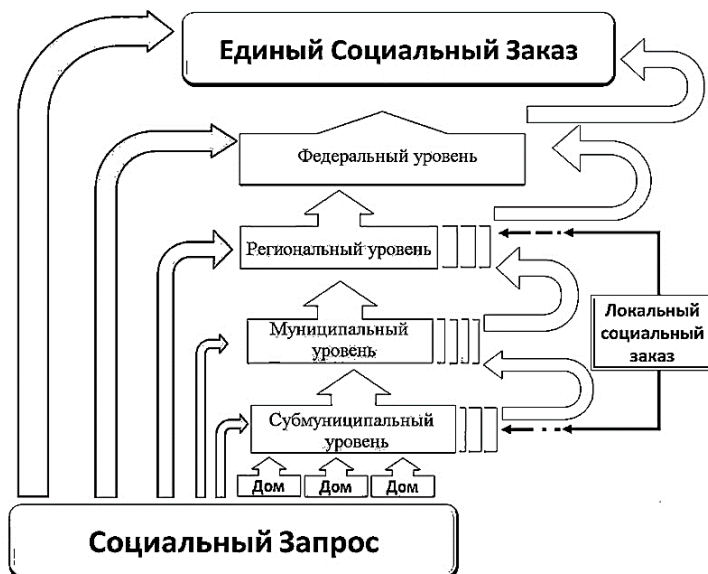 Единый Социальный Заказ
Федеральный уровень
Региональный уровень
Муниципальный
уровень
Локальный
социальный
заказ
Субмуниципальный
уровень
Дом
Дом
Дом
Социальный Запрос